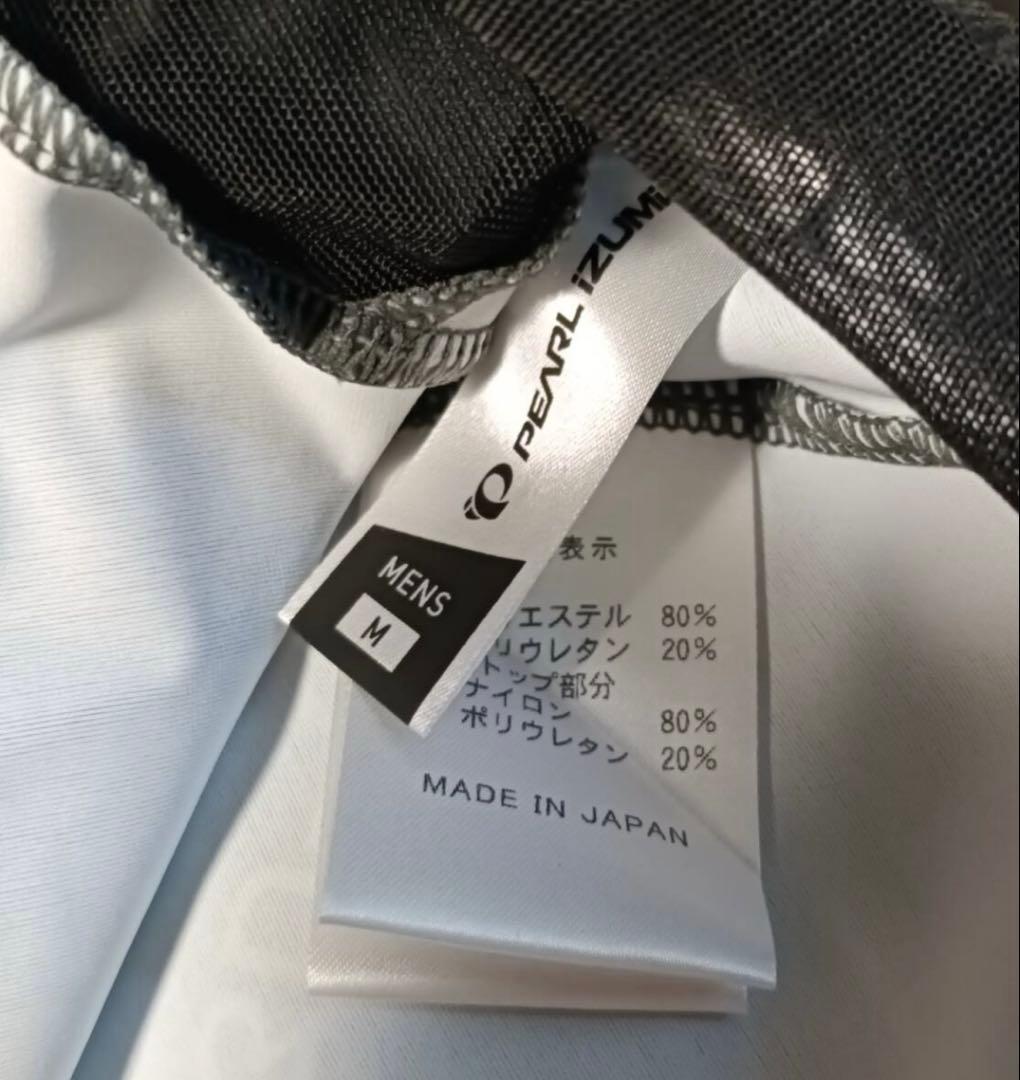 PEARL iZUMi
MENS
M
表示
エステル 80%
リウレタン 20%
トップ部分
ナイロン 80%
ポリウレタン 20%
MADE IN JAPAN